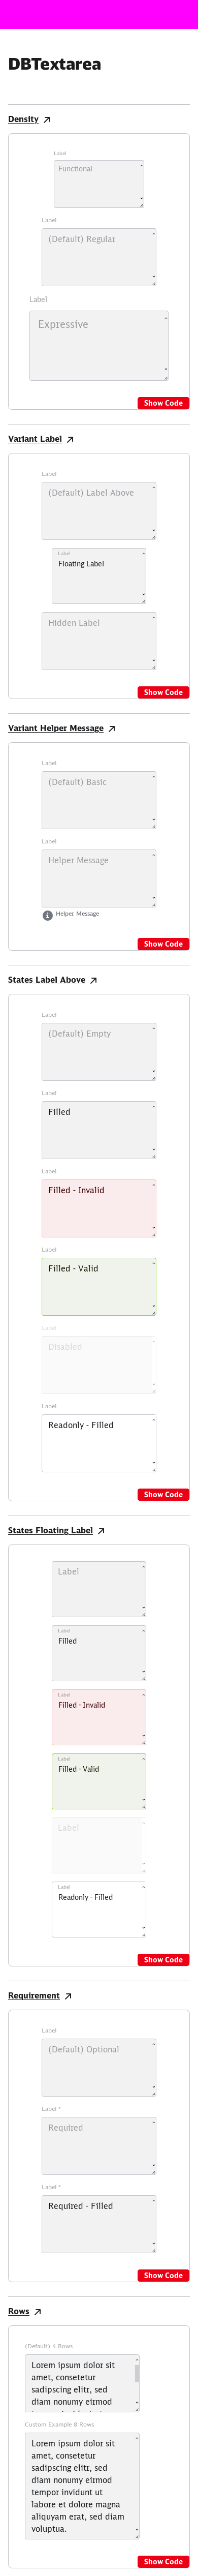 DBTextarea
Density
Label
Functional
Label
(Default) Regular
Label
Expressive
Show Code
Variant Label
Label
(Default) Label Above
Label
Floating Label
Hidden Label
Show Code
Variant Helper Message
Label
(Default) Basic
Label
Helper Message
Helper Message
Show Code
States Label Above
Label
(Default) Empty
Label
Filled
Label
Filled - Invalid
Label
Filled - Valid
Label
Disabled
Label
Readonly - Filled
Show Code
States Floating Label
Label
Label
Filled
Label
Filled - Invalid
Label
Filled - Valid
Label
Label
Readonly - Filled
Show Code
Requirement
Label
(Default) Optional
Label *
Required
Label *
Required - Filled
Show Code
Rows
(Default) 4 Rows
Lorem ipsum dolor sit
amet, consetetur
sadipscing elitr, sed
diam nonumy eirmod
Custom Example 8 Rows
Lorem ipsum dolor sit
amet, consetetur
sadipscing elitr, sed
diam nonumy eirmod
tempor invidunt ut
labore et dolore magna
aliquyam erat, sed diam
voluptua.
Show Code